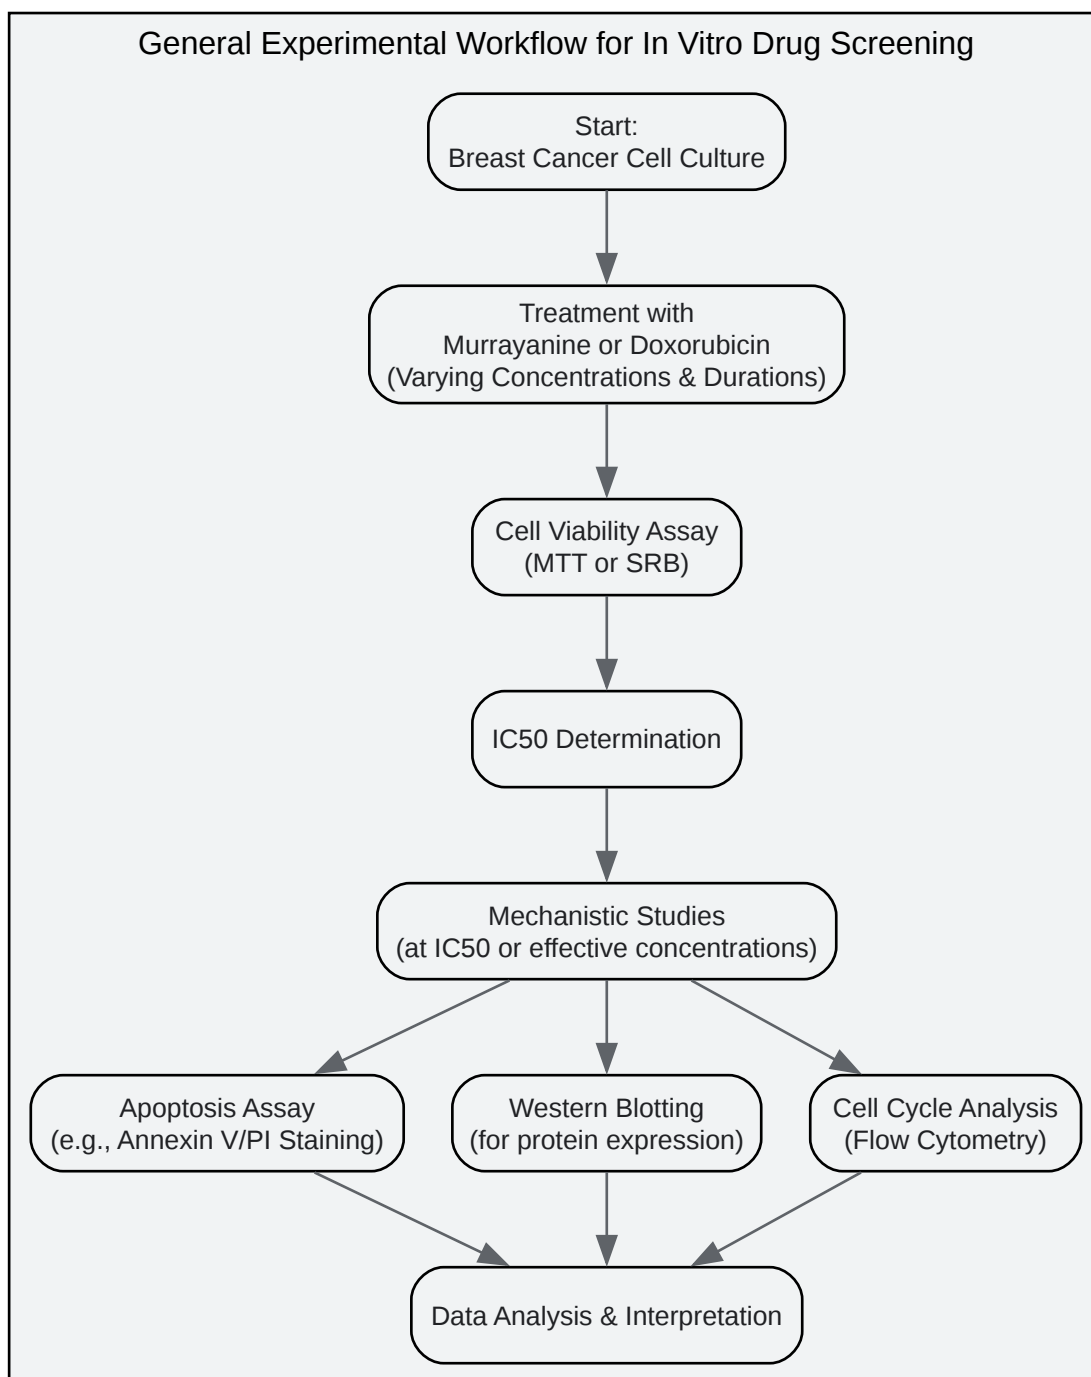 General Experimental Workflow for In Vitro Drug Screening
Start:
Breast Cancer Cell Culture
Treatment with
Murrayanine or Doxorubicin
(Varying Concentrations & Durations)
Cell Viability Assay
(MTT or SRB)
IC50 Determination
Mechanistic Studies
(at IC50 or effective concentrations)
Apoptosis Assay
(e.g., Annexin V/PI Staining)
Western Blotting
(for protein expression)
Cell Cycle Analysis
(Flow Cytometry)
Data Analysis & Interpretation